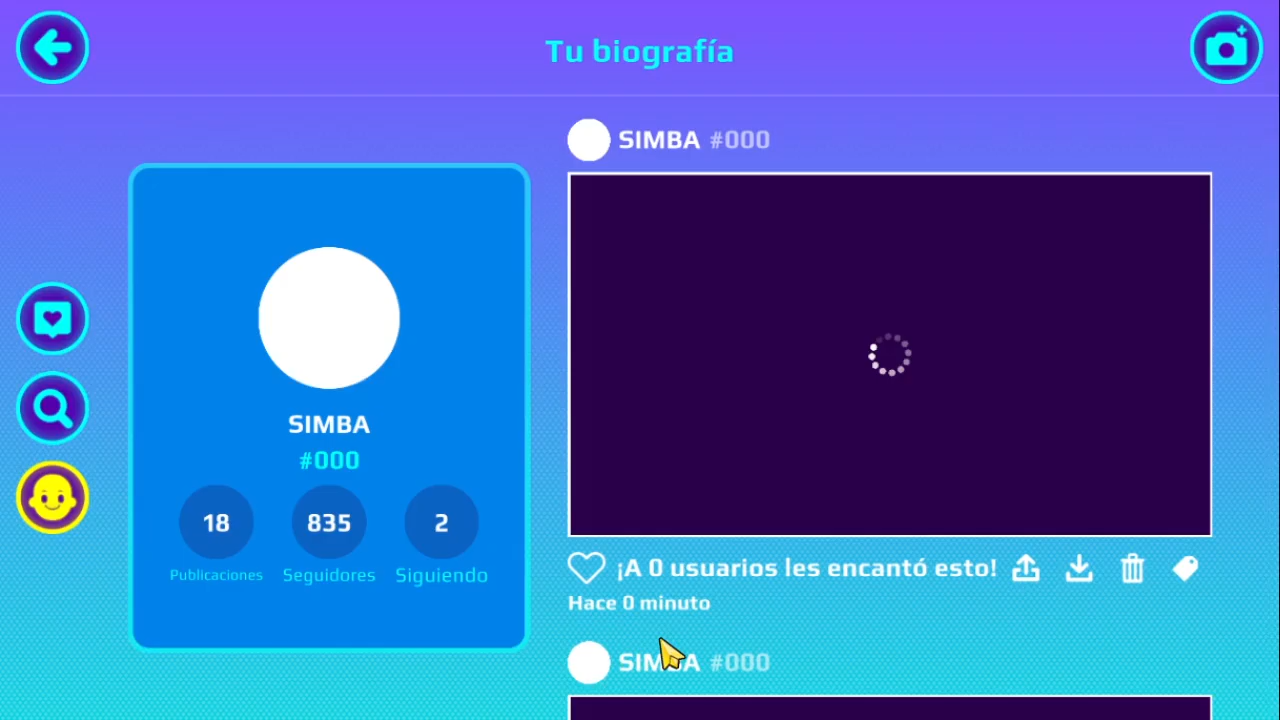 Tu biografía
SIMBA
#000
18
835
2
Publicaciones
Seguidores
Siguiendo
SIMBA #000
¡A 0 usuarios les encantó esto!
Hace 0 minuto
SIMBA #000